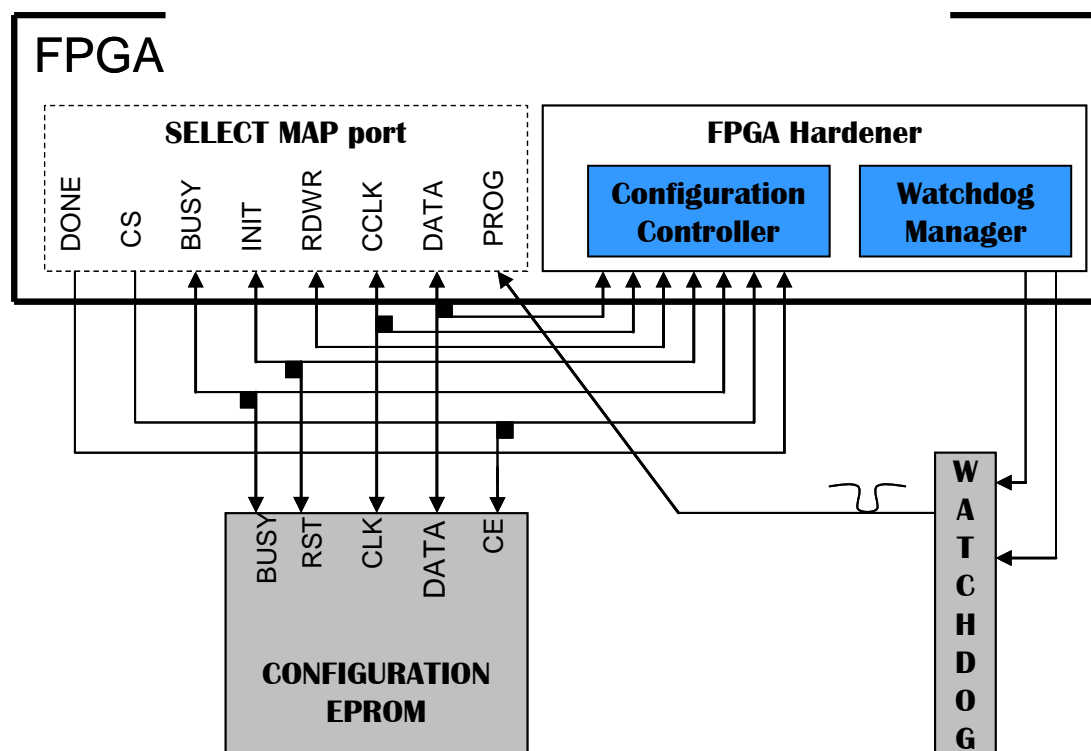 FPGA
SELECT MAP port
DONE
CS
BUSY
INIT
RDWR
CCLK
DATA
PROG
FPGA Hardener
Configuration
Controller
Watchdog
Manager
BUSY
RST
CLK
DATA
CE
CONFIGURATION
EPROM
WATCHDOG